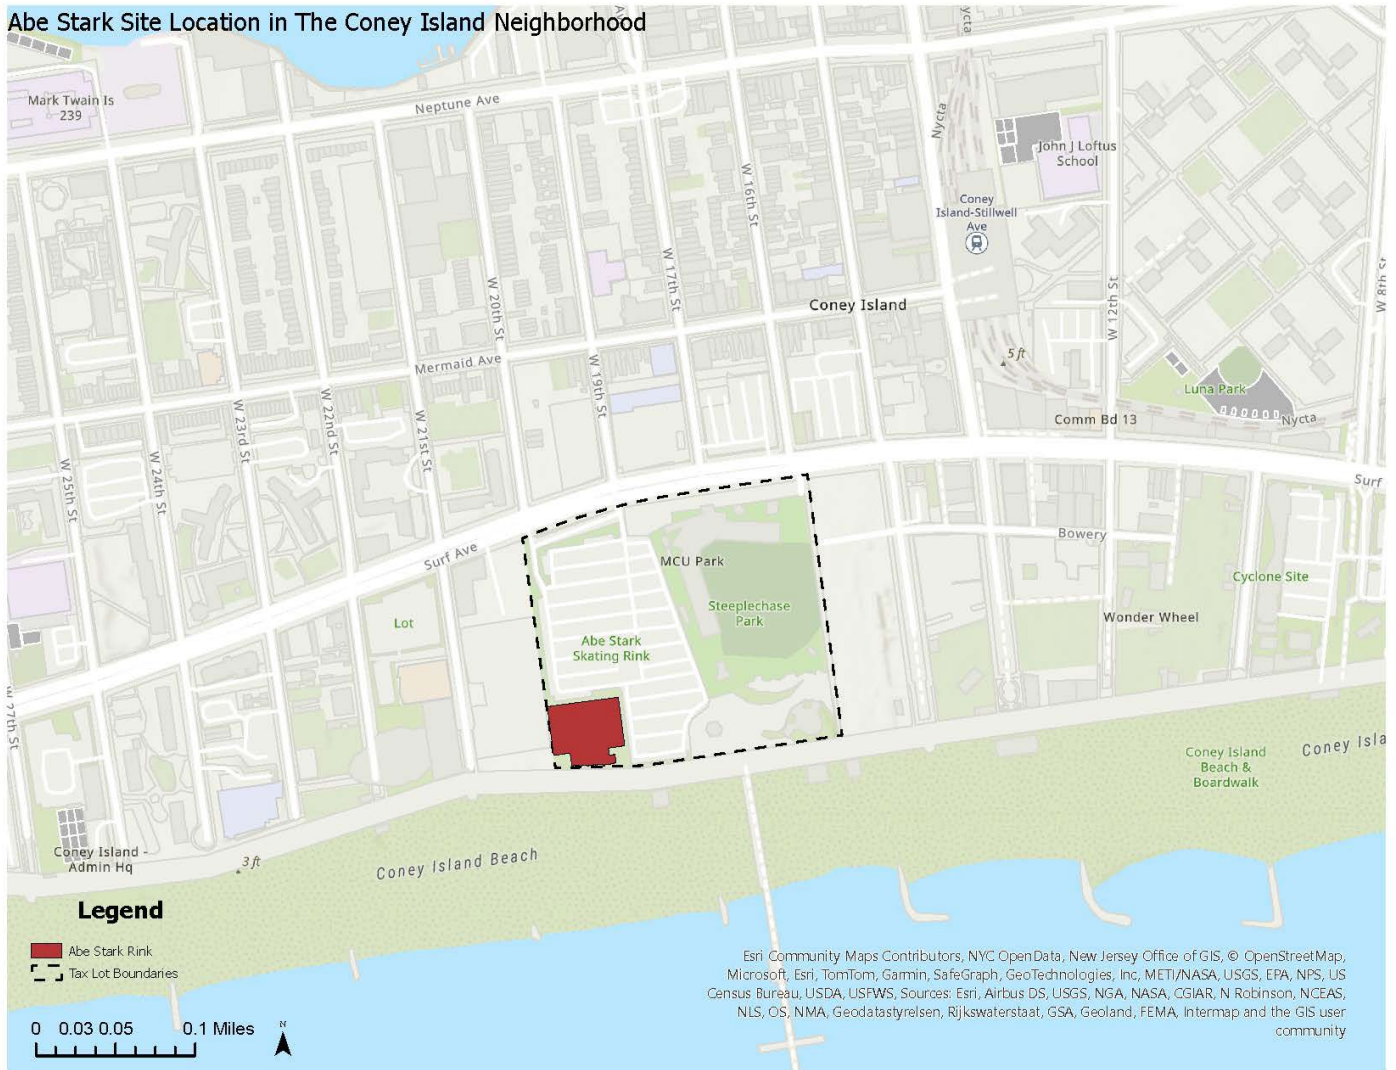 Abe Stark Site Location in The Coney Island Neighborhood
Mark Twain Is
239
Neptune Ave
Nycta
Nycta
John J Loftus
School
W 16th St
Coney
Island-Stillwell
Ave
W 17th St
W 20th St
W 12th St
W 8th St
Coney Island
Mermaid Ave
W 19th St
5 ft
Luna Park
Nycta
Comm Bd 13
W 21st St
W 22nd St
W 23rd St
W 24th St
W 25th St
Surf
Surf Ave
Bowery
MCU Park
Cyclone Site
Steeplechase
Park
Wonder Wheel
Lot
Abe Stark
Skating Rink
W 27th St
Coney Island
Beach &
Boardwalk
Coney Isla
Coney Island -
Admin Hq
3 ft
Coney Island Beach
Legend
Abe Stark Rink
Tax Lot Boundaries
0 0.03 0.05 0.1 Miles
N
Esri Community Maps Contributors, NYC OpenData, New Jersey Office of GIS, © OpenStreetMap,
Microsoft, Esri, TomTom, Garmin, SafeGraph, GeoTechnologies, Inc, METI/NASA, USGS, EPA, NPS, US
Census Bureau, USDA, USFWS, Sources: Esri, Airbus DS, USGS, NGA, NASA, CGIAR, N Robinson, NCEAS,
NLS, OS, NMA, Geodatastyrelsen, Rijkswaterstaat, GSA, Geoland, FEMA, Intermap and the GIS user
community